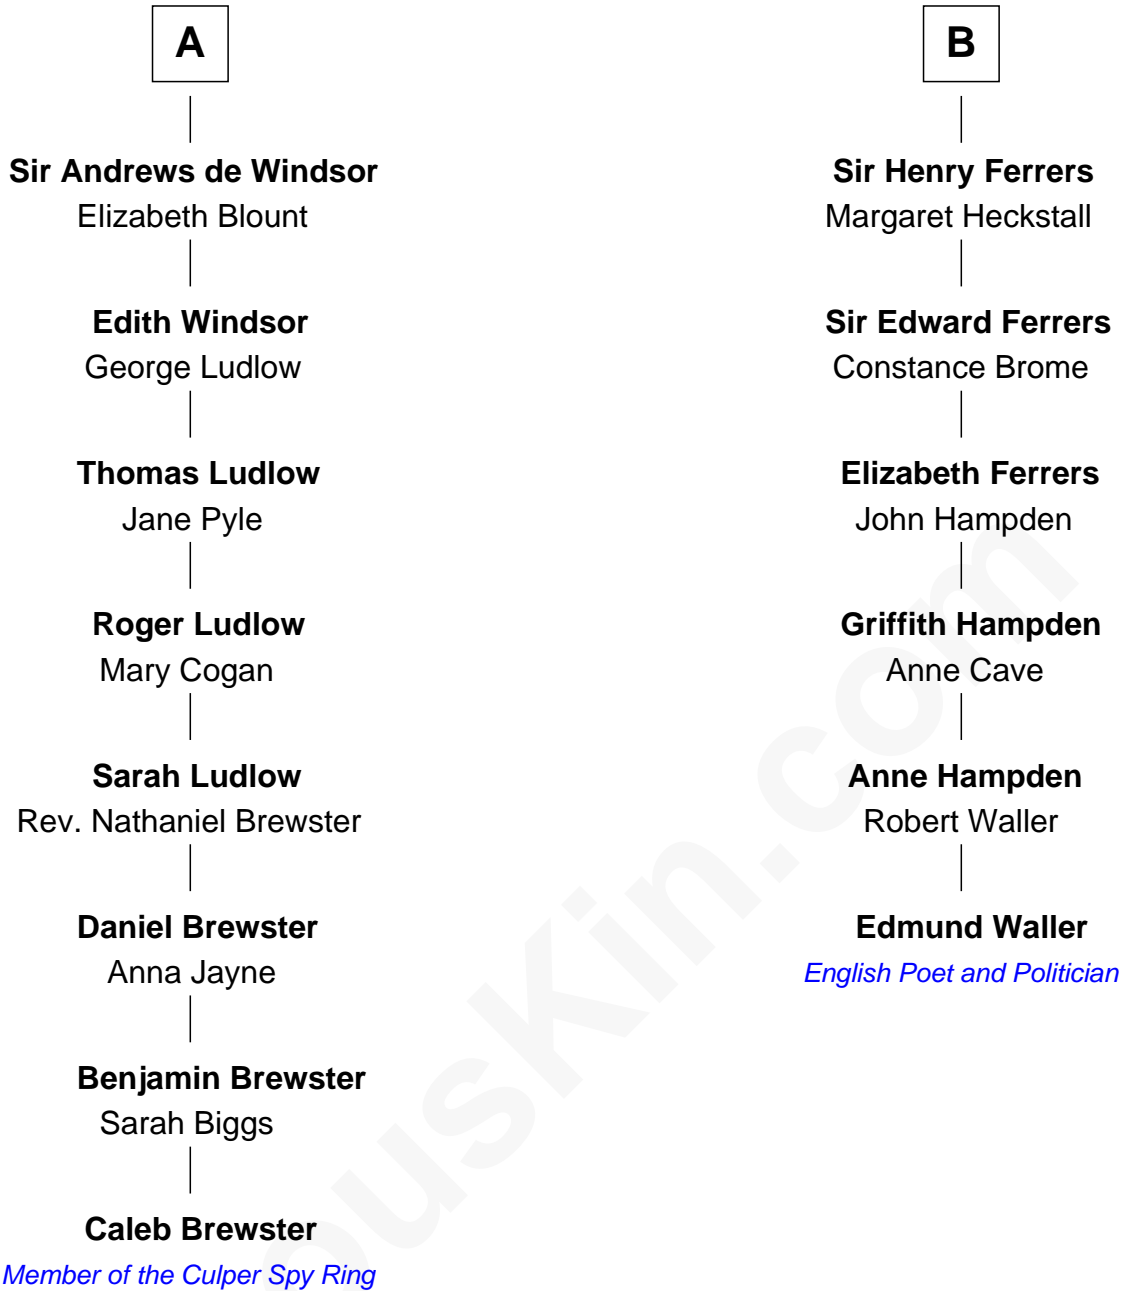 A
Sir Andrews de Windsor
Elizabeth Blount
Edith Windsor
George Ludlow
Thomas Ludlow
Jane Pyle
Roger Ludlow
Mary Cogan
Sarah Ludlow
Rev. Nathaniel Brewster
Daniel Brewster
Anna Jayne
Benjamin Brewster
Sarah Biggs
Caleb Brewster
Member of the Culper Spy Ring
B
Sir Henry Ferrers
Margaret Heckstall
Sir Edward Ferrers
Constance Brome
Elizabeth Ferrers
John Hampden
Griffith Hampden
Anne Cave
Anne Hampden
Robert Waller
Edmund Waller
English Poet and Politician
ousKin.com